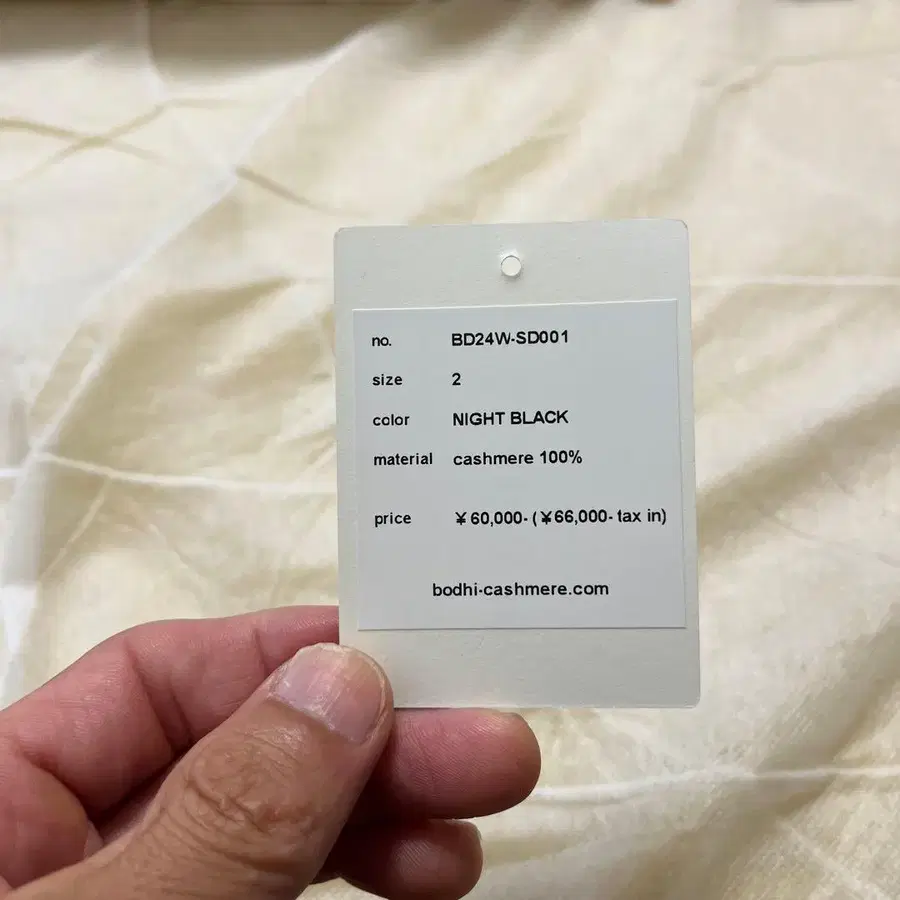 no. BD24W-SD001
size 2
color NIGHT BLACK
material cashmere 100%
price ￥60,000- (￥66,000- tax in)
bodhi-cashmere.com